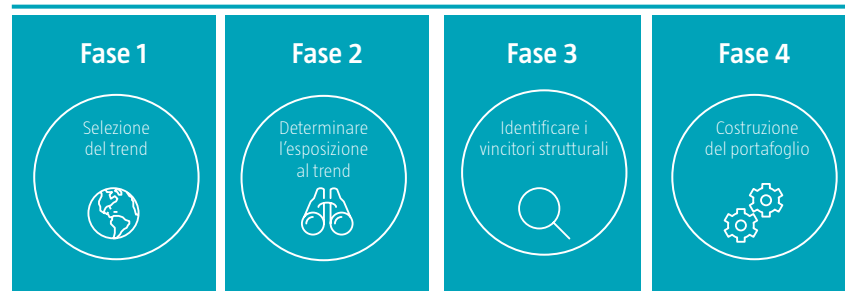 Fase 1
Selezione
del trend
Fase 2
Determinare
l'esposizione
al trend
Fase 3
Identificare i
vincitori strutturali
Fase 4
Costruzione
del portafoglio